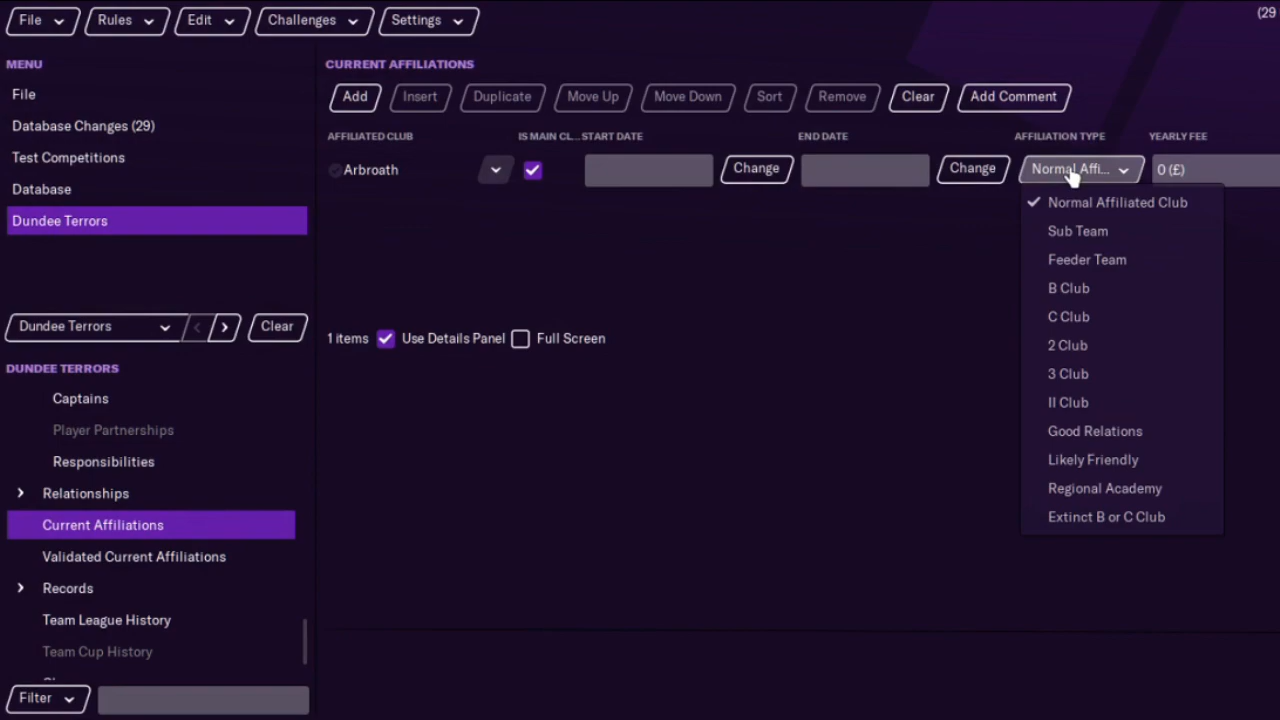 File Rules Edit Challenges Settings (29
MENU
File
Database Changes (29)
Test Competitions
Database
Dundee Terrors
Dundee Terrors Clear
DUNDEE TERRORS
Captains
Player Partnerships
Responsibilities
Relationships
Current Affiliations
Validated Current Affiliations
Records
Team League History
Team Cup History
Filter
CURRENT AFFILIATIONS
Add Insert Duplicate Move Up Move Down Sort Remove Clear Add Comment
AFFILIATED CLUB IS MAIN CL... START DATE END DATE AFFILIATION TYPE YEARLY FEE
Arbroath Change Change Normal Affi... 0 (£)
Normal Affiliated Club
Sub Team
Feeder Team
B Club
C Club
2 Club
3 Club
II Club
Good Relations
Likely Friendly
Regional Academy
Extinct B or C Club
1 items Use Details Panel Full Screen